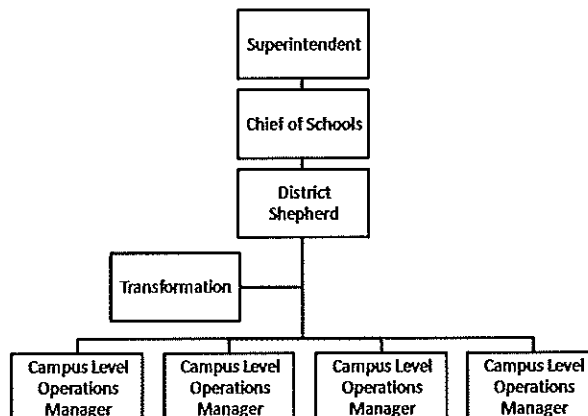 Superintendent
Chief of Schools
District
Shepherd
Transformation
Campus Level
Operations
Manager
Campus Level
Operations
Manager
Campus Level
Operations
Manager
Campus Level
Operations
Manager